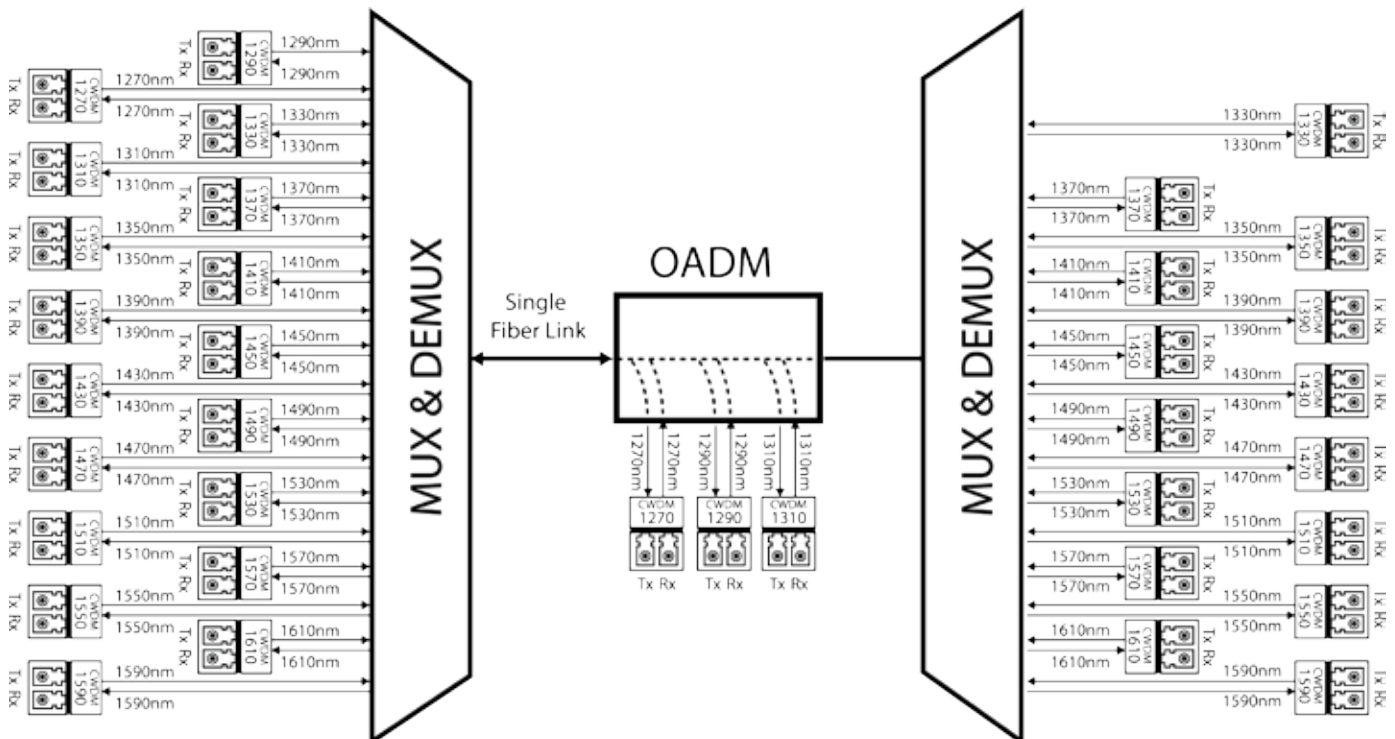 1290nm
Tx Rx
CWDM
1290
1290nm
1270nm
Tx Rx
CWDM
1270
1270nm
1330nm
Tx Rx
CWDM
1330
1330nm
1310nm
Tx Rx
CWDM
1310
1310nm
1370nm
Tx Rx
CWDM
1370
1370nm
1350nm
Tx Rx
CWDM
1350
1350nm
1410nm
Tx Rx
CWDM
1410
1410nm
1390nm
Tx Rx
CWDM
1390
1390nm
1450nm
Tx Rx
CWDM
1450
1450nm
1430nm
Tx Rx
CWDM
1430
1430nm
1490nm
Tx Rx
CWDM
1490
1490nm
1470nm
Tx Rx
CWDM
1470
1470nm
1530nm
Tx Rx
CWDM
1530
1530nm
1510nm
Tx Rx
CWDM
1510
1510nm
1570nm
Tx Rx
CWDM
1570
1570nm
1550nm
Tx Rx
CWDM
1550
1550nm
1610nm
Tx Rx
CWDM
1610
1610nm
1590nm
Tx Rx
CWDM
1590
1590nm
MUX & DEMUX
Single
Fiber Link
OADM
1270nm
1270nm
1290nm
1290nm
1310nm
1310nm
CWDM
1270
CWDM
1290
CWDM
1310
Tx Rx
Tx Rx
Tx Rx
MUX & DEMUX
1330nm
CWDM
1330
Tx Rx
1330nm
1370nm
CWDM
1370
Tx Rx
1370nm
1350nm
CWDM
1350
Tx Rx
1350nm
1410nm
CWDM
1410
Tx Rx
1410nm
1390nm
CWDM
1390
Tx Rx
1390nm
1450nm
CWDM
1450
Tx Rx
1450nm
1430nm
CWDM
1430
Tx Rx
1430nm
1490nm
CWDM
1490
Tx Rx
1490nm
1470nm
CWDM
1470
Tx Rx
1470nm
1530nm
CWDM
1530
Tx Rx
1530nm
1510nm
CWDM
1510
Tx Rx
1510nm
1570nm
CWDM
1570
Tx Rx
1570nm
1550nm
CWDM
1550
Tx Rx
1550nm
1610nm
CWDM
1610
Tx Rx
1610nm
1590nm
CWDM
1590
Tx Rx
1590nm